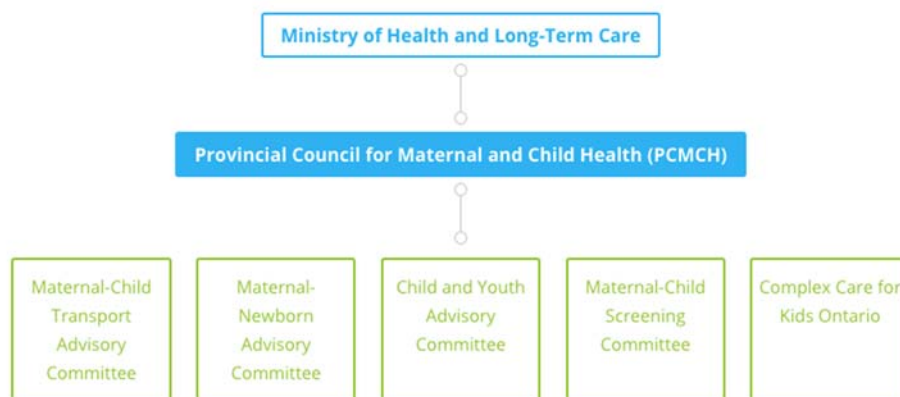 Ministry of Health and Long-Term Care
Provincial Council for Maternal and Child Health (PCMCH)
Maternal-Child
Transport
Advisory
Committee
Maternal-
Newborn
Advisory
Committee
Child and Youth
Advisory
Committee
Maternal-Child
Screening
Committee
Complex Care for
Kids Ontario